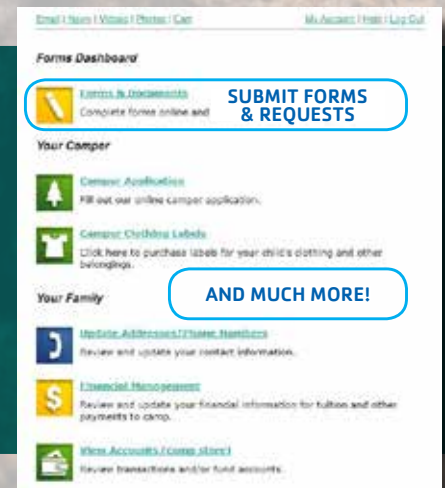 Email | News | Videos | Photos | Cart
My Account | Help | Log Out
Forms Dashboard
Forms & Documents
Complete forms online and
SUBMIT FORMS
& REQUESTS
Your Camper
Camper Application
Fill out our online camper application.
Camper Clothing Labels
Click here to purchase labels for your child's clothing and other
belongings.
Your Family
AND MUCH MORE!
Update Addresses/Phone Numbers
Review and update your contact information.
Financial Management
Review and update your financial information for tuition and other
payments to camp.
View Accounts (camp store)
Review transactions and/or fund accounts.